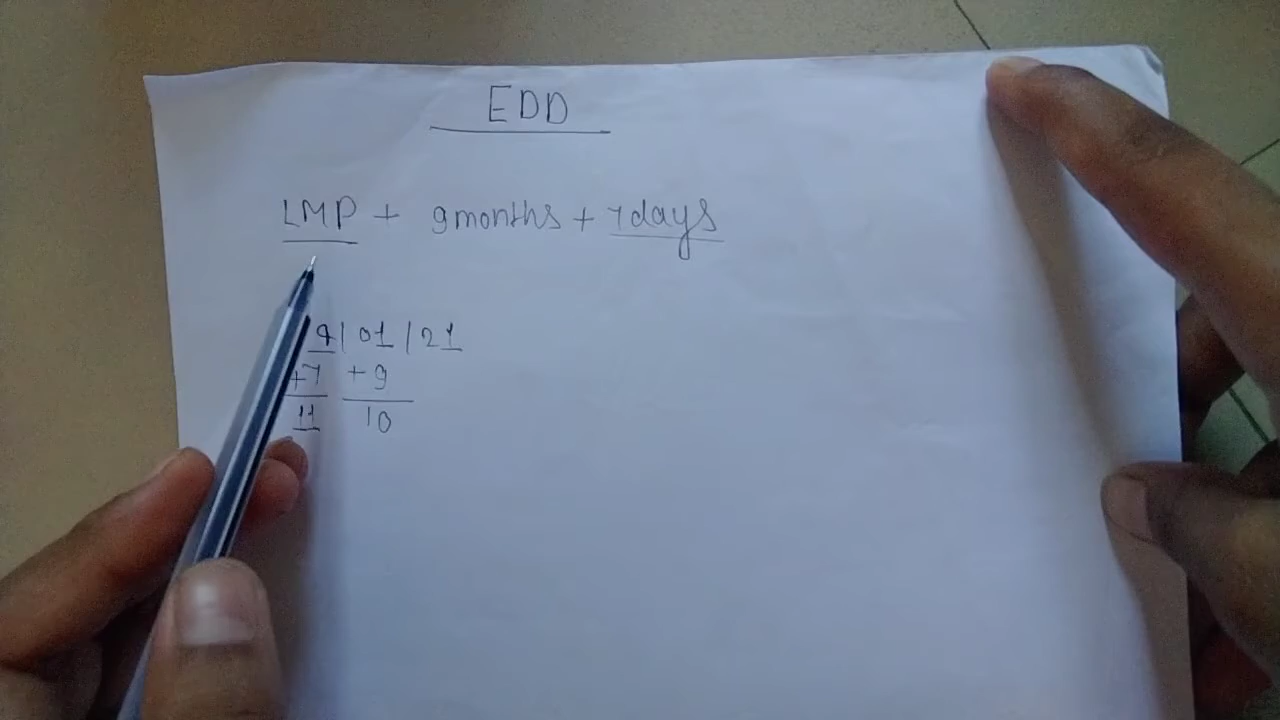 EDD
LMP + 9months + 7days
4/01/21
+7 +9
11 10